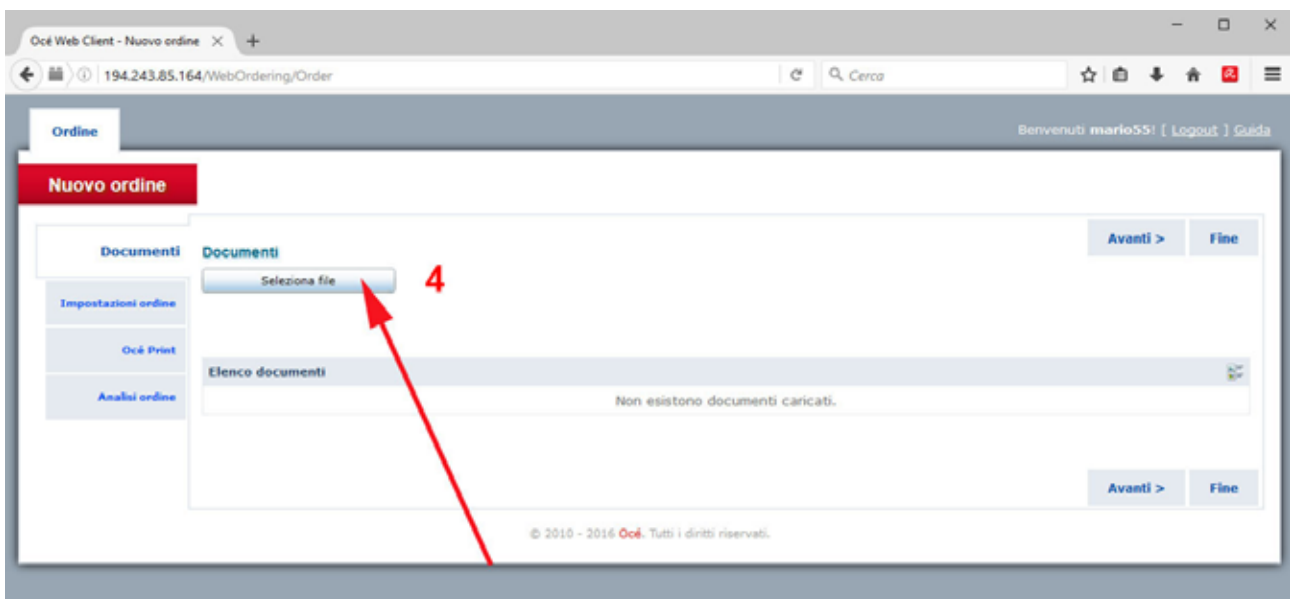 Océ Web Client - Nuovo ordine
194.243.85.164/WebOrdering/Order
Cerca
Ordine
Benvenuti mario55! [ Logout ] Guida
Nuovo ordine
Avanti > Fine
Documenti
Documenti
Seleziona file
4
Impostazioni ordine
Océ Print
Elenco documenti
Analisi ordine
Non esistono documenti caricati.
Avanti > Fine
© 2010 - 2016 Océ. Tutti i diritti riservati.